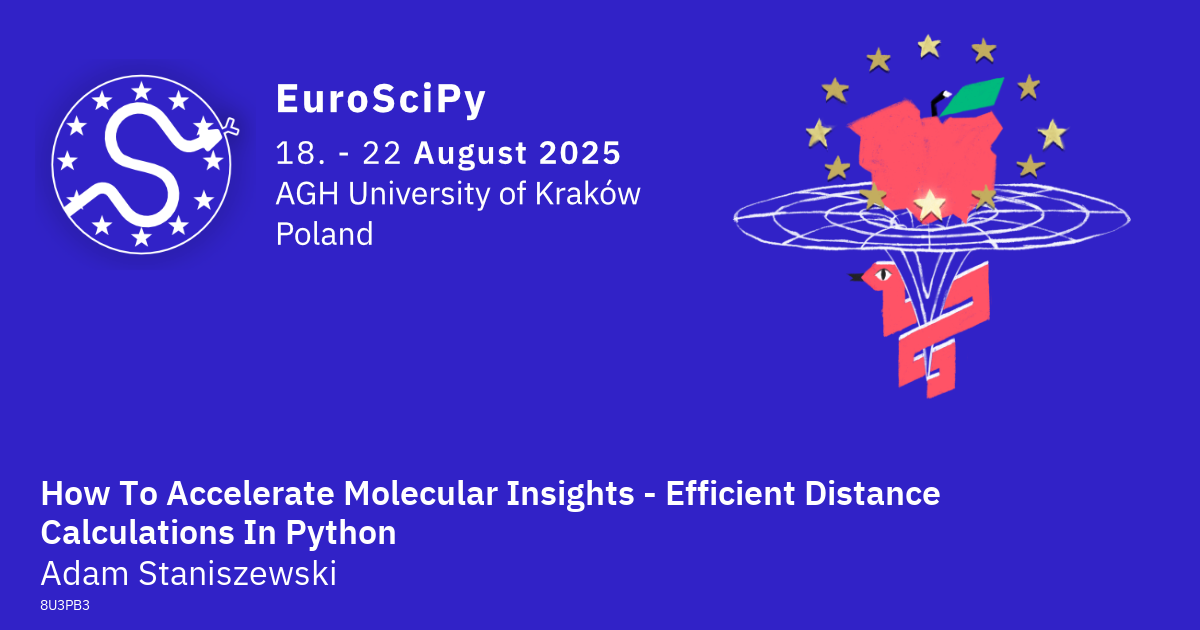 EuroSciPy
18. - 22 August 2025
AGH University of Kraków
Poland
How To Accelerate Molecular Insights - Efficient Distance
Calculations In Python
Adam Staniszewski
8U3PB3